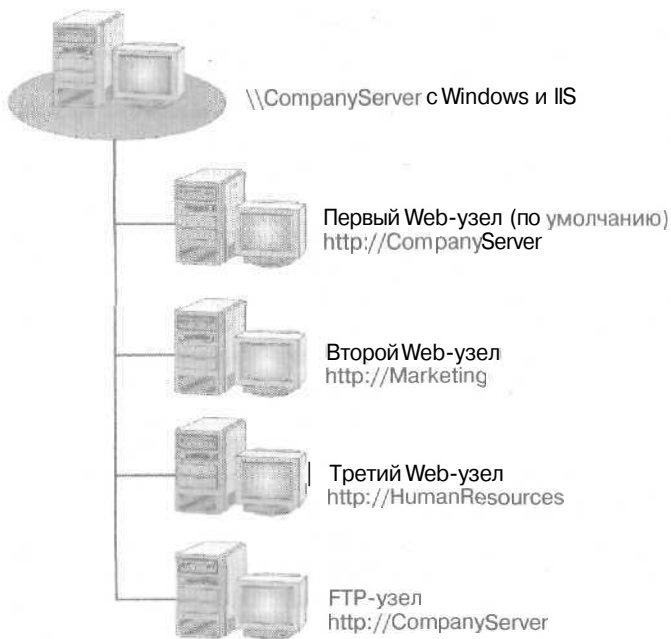 \\CompanyServer с Windows и IIS
Первый Web-узел (по умолчанию)
http://CompanyServer
Второй Web-узел
http://Marketing
Третий Web-узел
http://HumanResources
FTP-узел
http://CompanyServer